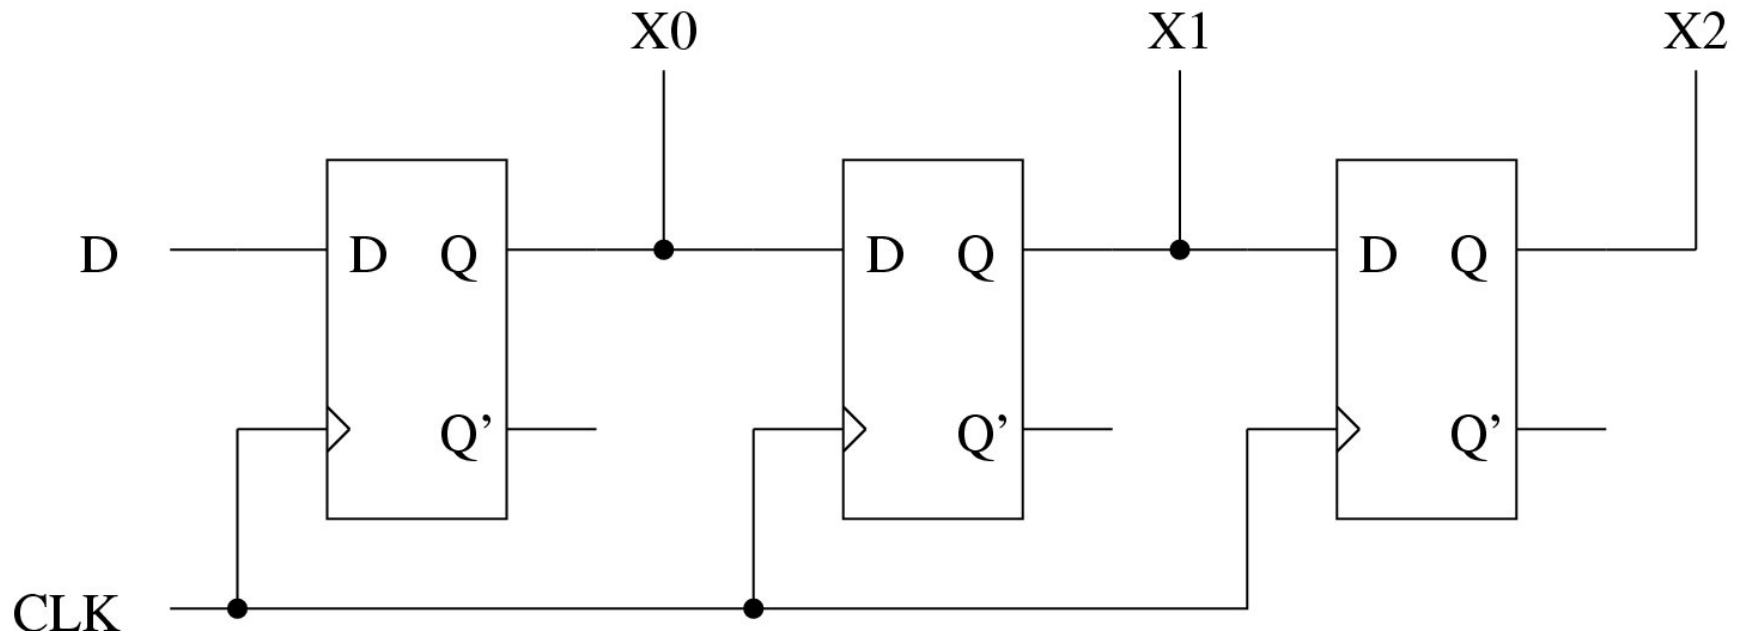 X0 X1 X2
D D Q D Q D Q
Q’ Q’ Q’
CLK